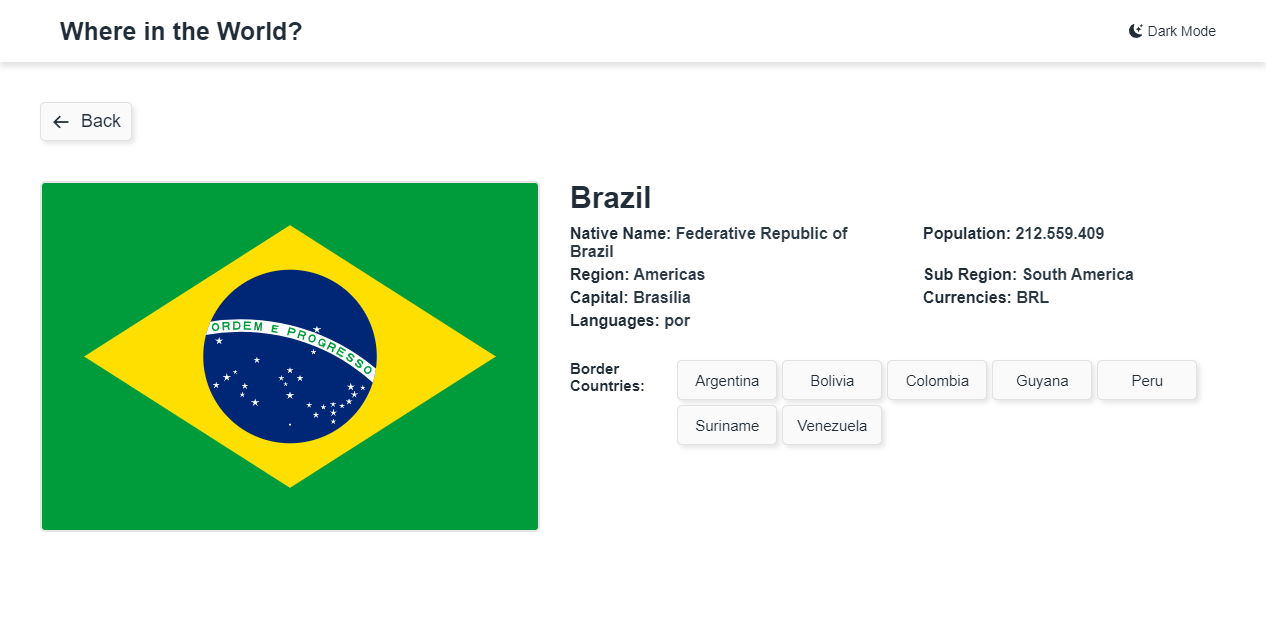 Where in the World?
Dark Mode
Back
ORDEM E PROGRESSO
Brazil
Native Name: Federative Republic of
Brazil
Population: 212.559.409
Region: Americas
Sub Region: South America
Capital: Brasília
Currencies: BRL
Languages: por
Border
Countries:
Argentina
Bolivia
Colombia
Guyana
Peru
Suriname
Venezuela